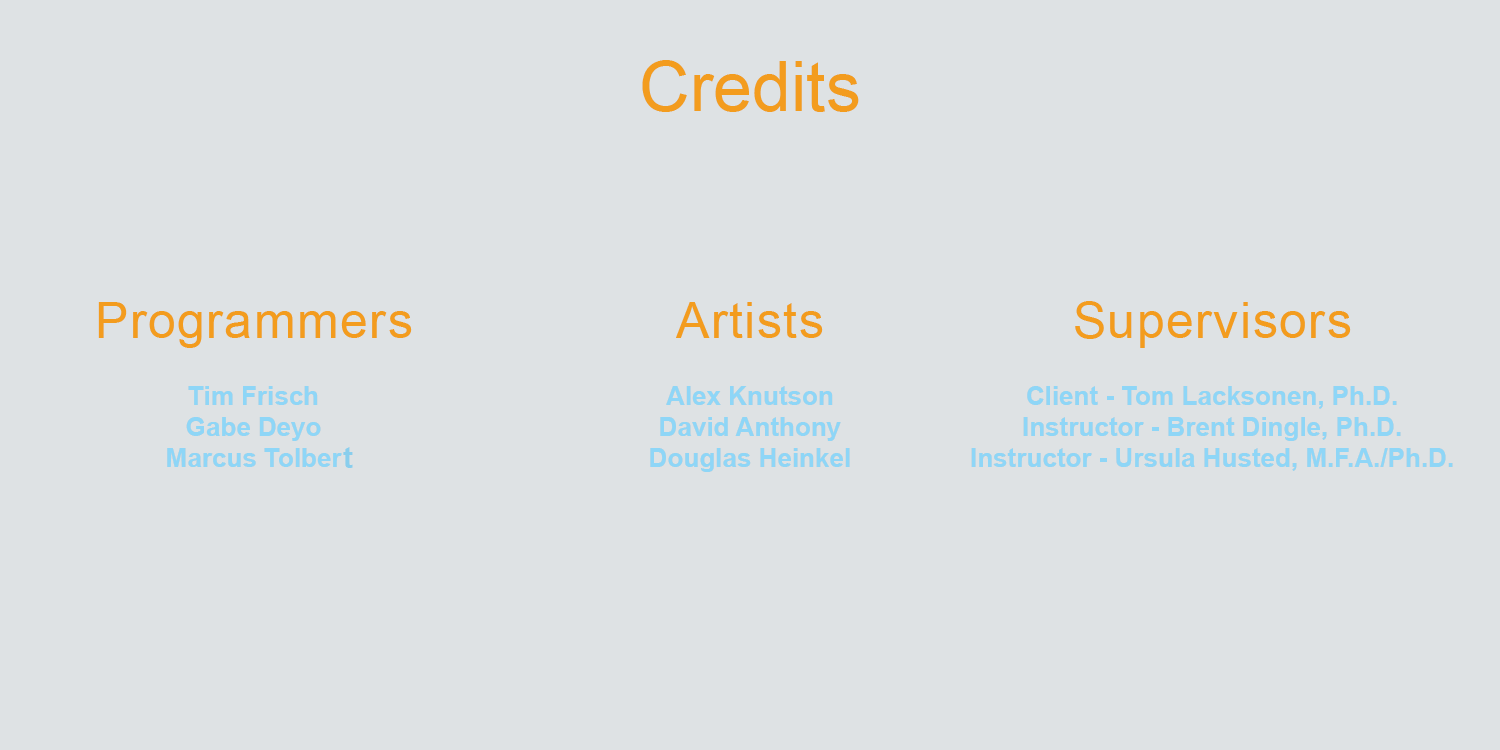 Credits
Programmers
Tim Frisch
Gabe Deyo
Marcus Tolbert
Artists
Alex Knutson
David Anthony
Douglas Heinkel
Supervisors
Client - Tom Lacksonen, Ph.D.
Instructor - Brent Dingle, Ph.D.
Instructor - Ursula Husted, M.F.A./Ph.D.